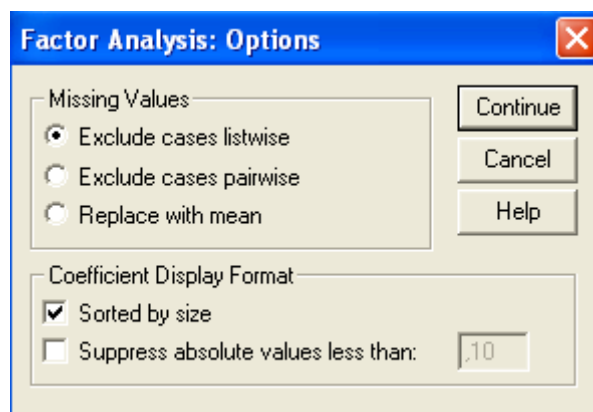 Factor Analysis: Options
Missing Values
Exclude cases listwise
Exclude cases pairwise
Replace with mean
Continue
Cancel
Help
Coefficient Display Format
Sorted by size
Suppress absolute values less than: ,10